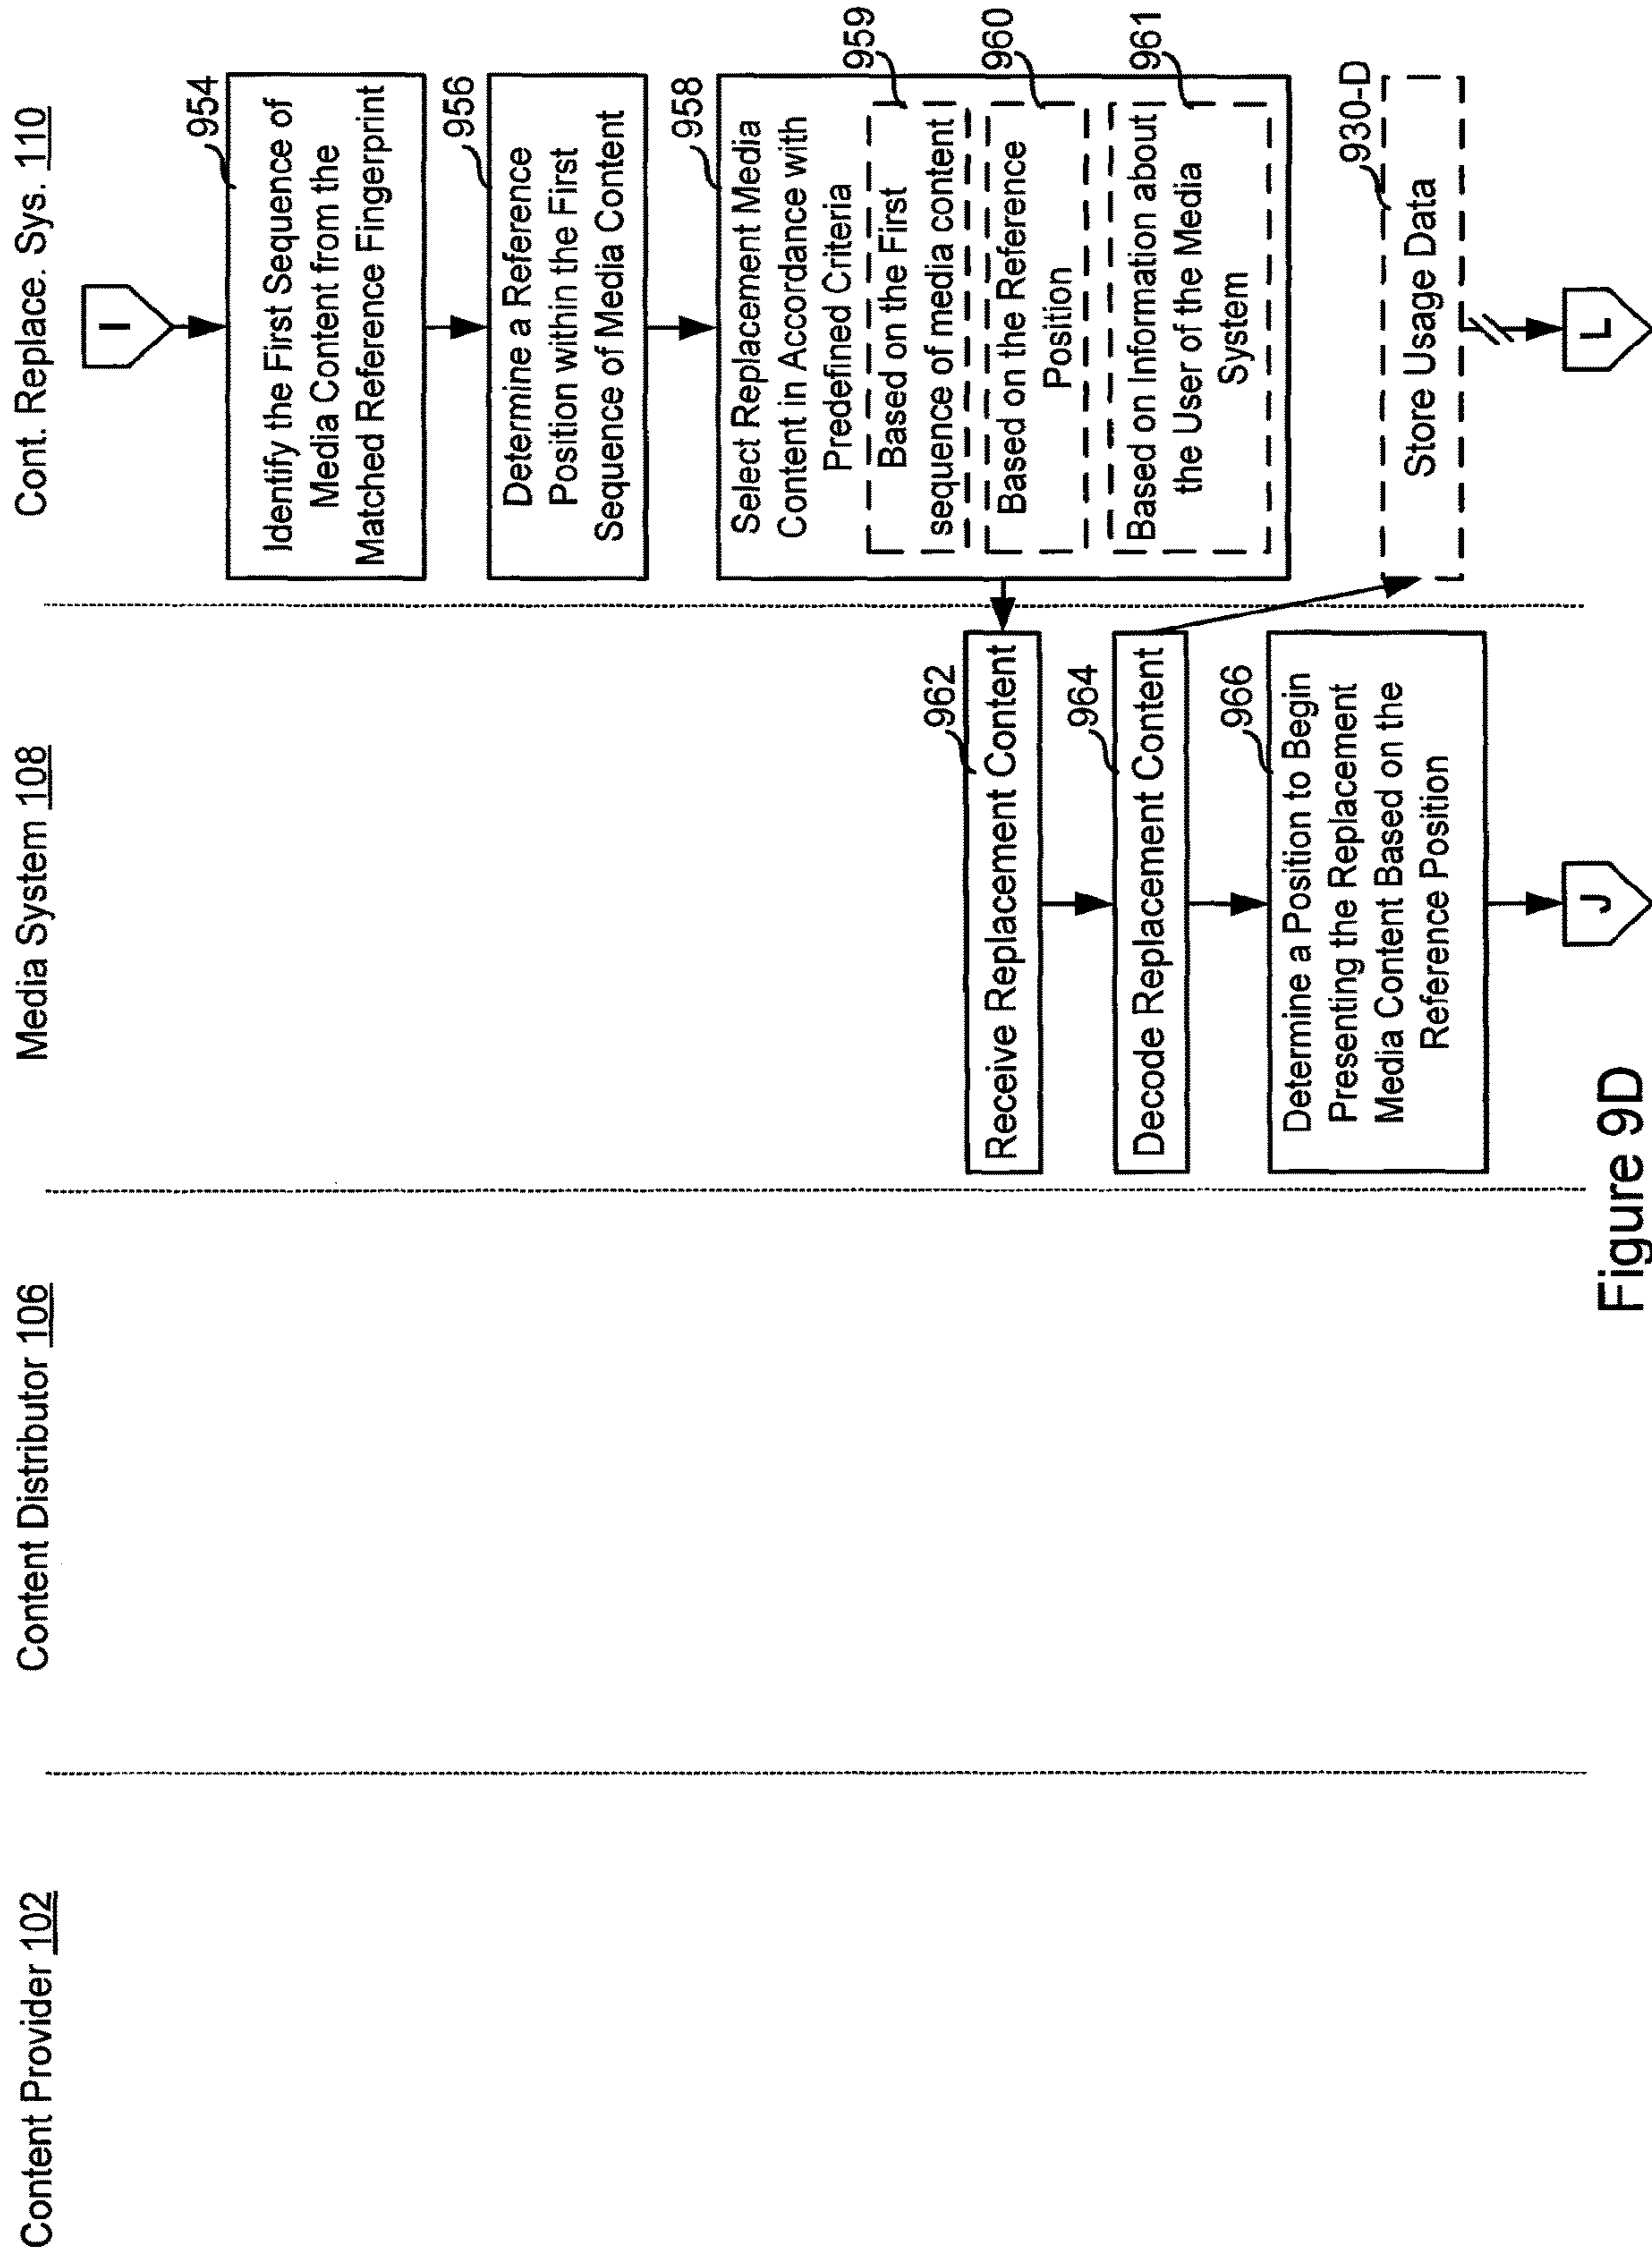 Content Provider 102
Content Distributor 106
Media System 108
Cont. Replace. Sys. 110
I
954
Identify the First Sequence of
Media Content from the
Matched Reference Fingerprint
956
Determine a Reference
Position within the First
Sequence of Media Content
958
Select Replacement Media
Content in Accordance with
Predefined Criteria
959
Based on the First
sequence of media content
960
Based on the Reference
Position
961
Based on Information about
the User of the Media
System
962
Receive Replacement Content
964
Decode Replacement Content
966
Determine a Position to Begin
Presenting the Replacement
Media Content Based on the
Reference Position
930-D
Store Usage Data
J
L
Figure 9D